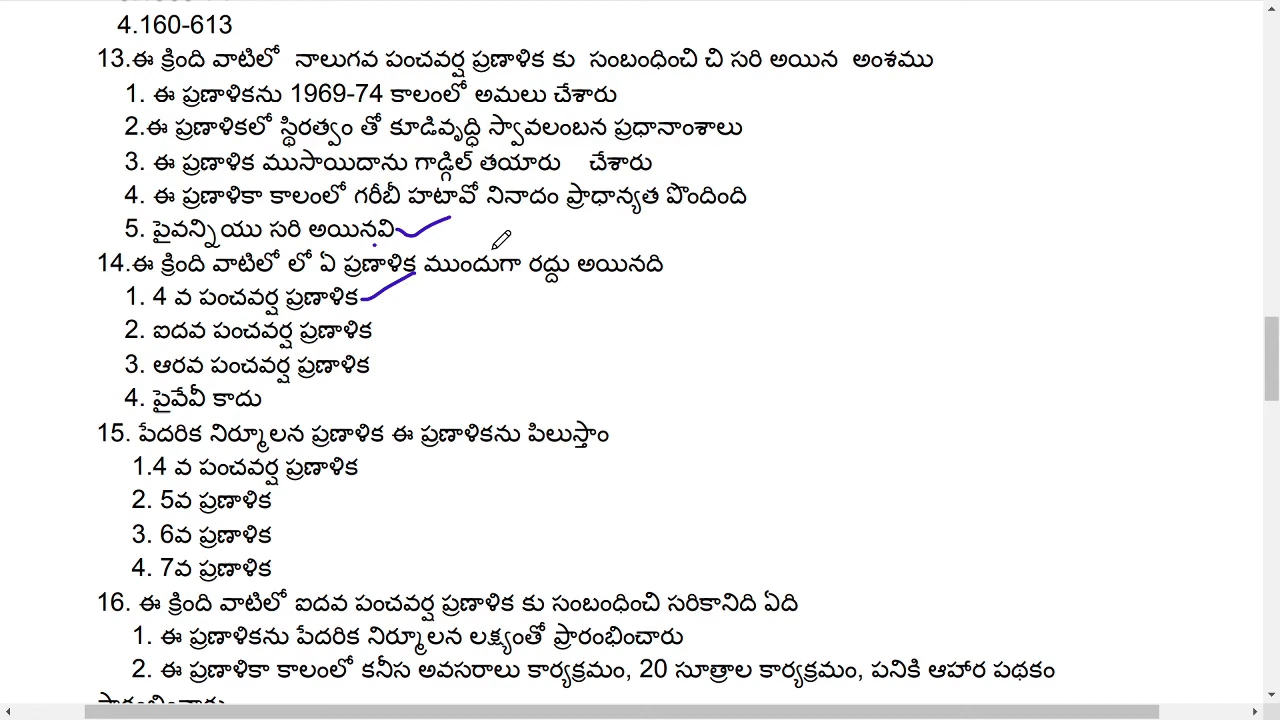 4.160-613
13.ఈ క్రింది వాటిలో నాలుగవ పంచవర్ష ప్రణాళిక కు సంబంధించి చి సరి అయిన అంశము
1. ఈ ప్రణాళికను 1969-74 కాలంలో అమలు చేశారు
2.ఈ ప్రణాళికలో స్థిరత్వం తో కూడివృద్ధి స్వావలంబన ప్రధానాంశాలు
3. ఈ ప్రణాళిక ముసాయిదాను గాడ్గిల్ తయారు చేశారు
4. ఈ ప్రణాళికా కాలంలో గరీబీ హటావో నినాదం ప్రాధాన్యత పొందింది
5. పైవన్నియు సరి అయినవి
14.ఈ క్రింది వాటిలో లో ఏ ప్రణాళిక ముందుగా రద్దు అయినది
1. 4 వ పంచవర్ష ప్రణాళిక
2. ఐదవ పంచవర్ష ప్రణాళిక
3. ఆరవ పంచవర్ష ప్రణాళిక
4. పైవేవీ కాదు
15. పేదరిక నిర్మూలన ప్రణాళిక ఈ ప్రణాళికను పిలుస్తాం
1.4 వ పంచవర్ష ప్రణాళిక
2. 5వ ప్రణాళిక
3. 6వ ప్రణాళిక
4. 7వ ప్రణాళిక
16. ఈ క్రింది వాటిలో ఐదవ పంచవర్ష ప్రణాళిక కు సంబంధించి సరికానిది ఏది
1. ఈ ప్రణాళికను పేదరిక నిర్మూలన లక్ష్యంతో ప్రారంభించారు
2. ఈ ప్రణాళికా కాలంలో కనీస అవసరాలు కార్యక్రమం, 20 సూత్రాల కార్యక్రమం, పనికి ఆహార పథకం